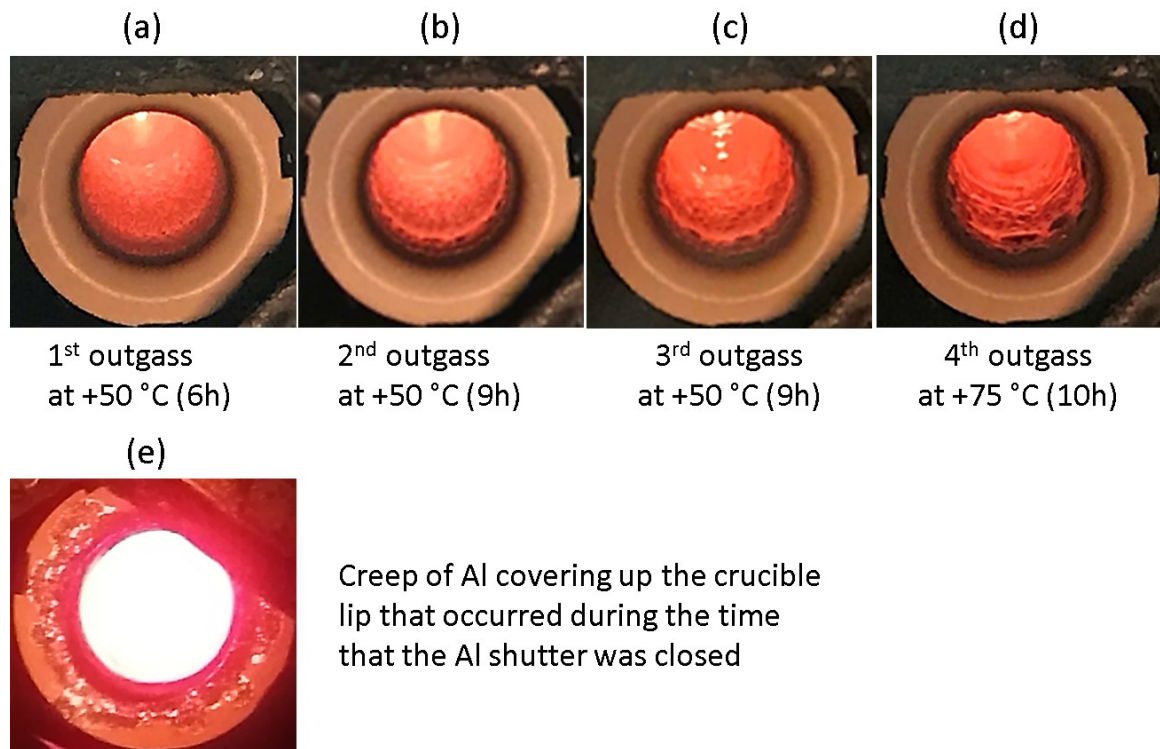 (a) (b) (c) (d)
1st outgass
at +50 °C (6h)
2nd outgass
at +50 °C (9h)
3rd outgass
at +50 °C (9h)
4th outgass
at +75 °C (10h)
(e)
Creep of Al covering up the crucible
lip that occurred during the time
that the Al shutter was closed